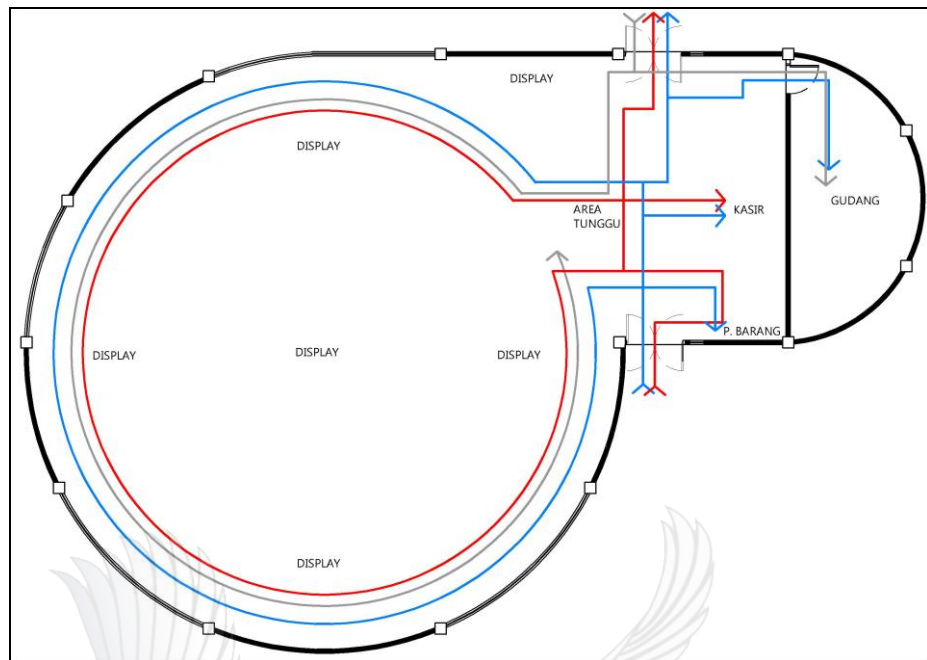 DISPLAY
DISPLAY
AREA
TUNGGU
KASIR
GUDANG
P. BARANG
DISPLAY
DISPLAY
DISPLAY
DISPLAY